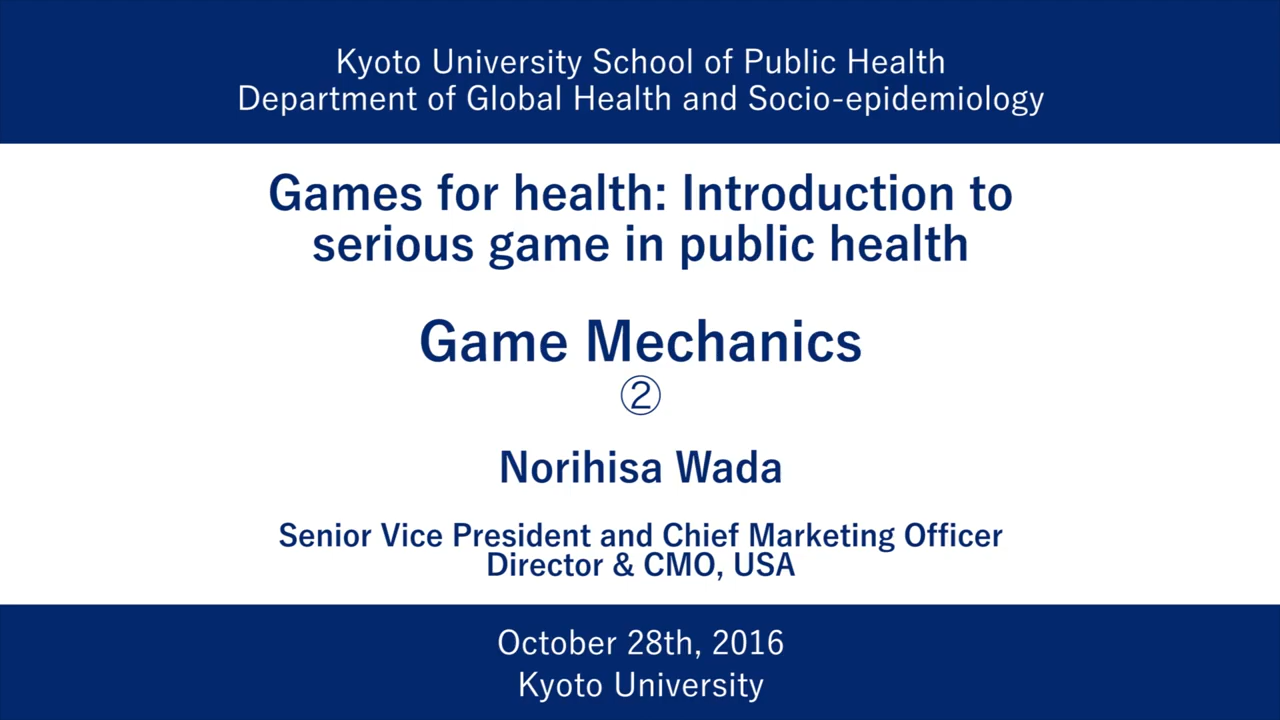 Kyoto University School of Public Health
Department of Global Health and Socio-epidemiology
Games for health: Introduction to
serious game in public health
Game Mechanics
②
Norihisa Wada
Senior Vice President and Chief Marketing Officer
Director & CMO, USA
October 28th, 2016
Kyoto University